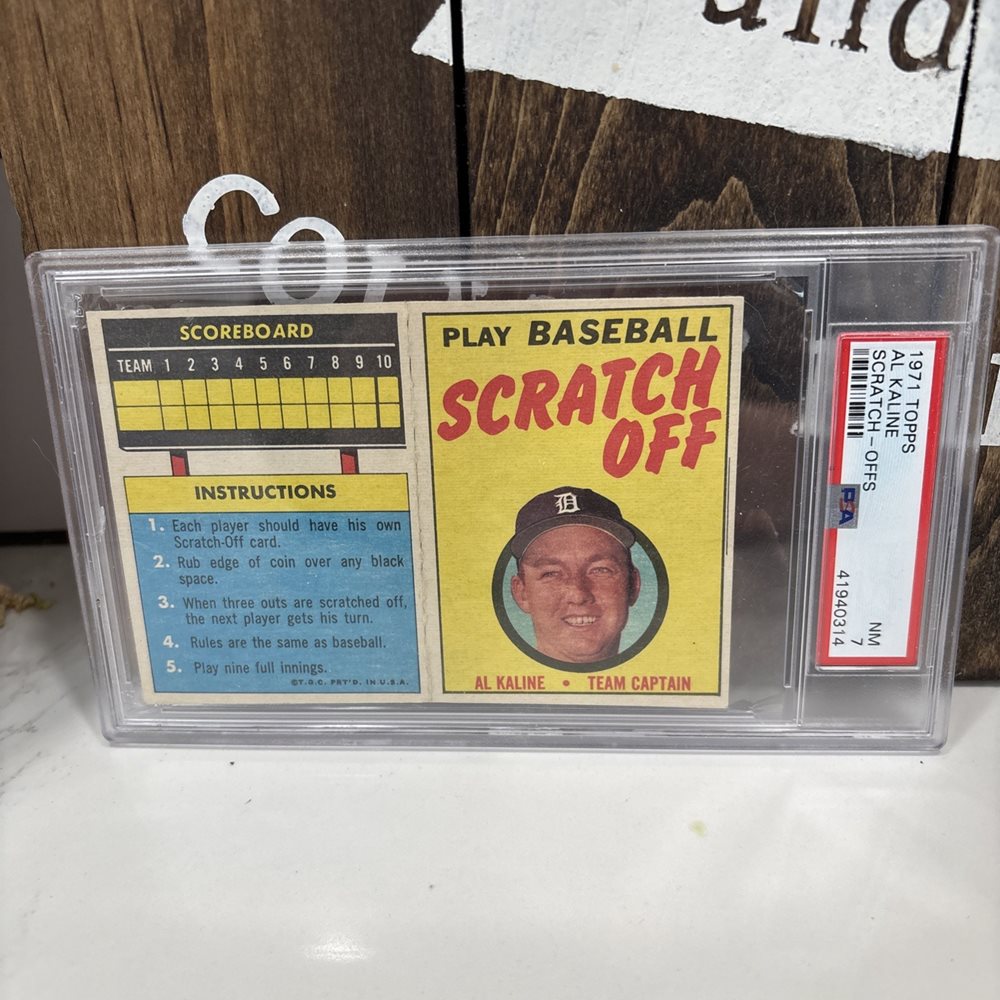 and
Co
SCOREBOARD
TEAM 1 2 3 4 5 6 7 8 9 10
INSTRUCTIONS
1. Each player should have his own
Scratch-Off card.
2. Rub edge of coin over any black
space.
3. When three outs are scratched off,
the next player gets his turn.
4. Rules are the same as baseball.
5. Play nine full innings.
©T.C.G. PRT'D. IN U.S.A.
PLAY BASEBALL
SCRATCH
OFF
D
AL KALINE • TEAM CAPTAIN
1971 TOPPS
AL KALINE
SCRATCH-OFFS
PSA
NM
7
41940314